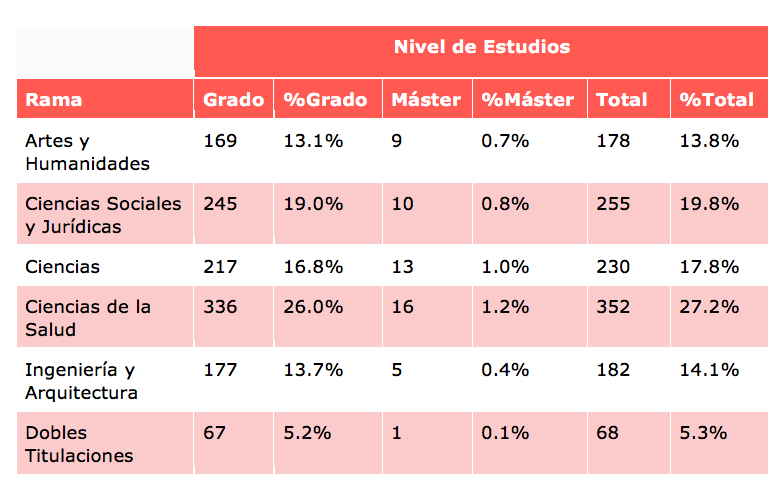 Nivel de Estudios
Rama Grado %Grado Máster %Máster Total %Total
Artes y 169 13.1% 9 0.7% 178 13.8%
Humanidades
Ciencias Sociales 245 19.0% 10 0.8% 255 19.8%
y Jurídicas
Ciencias 217 16.8% 13 1.0% 230 17.8%
Ciencias de la 336 26.0% 16 1.2% 352 27.2%
Salud
Ingeniería y 177 13.7% 5 0.4% 182 14.1%
Arquitectura
Dobles 67 5.2% 1 0.1% 68 5.3%
Titulaciones